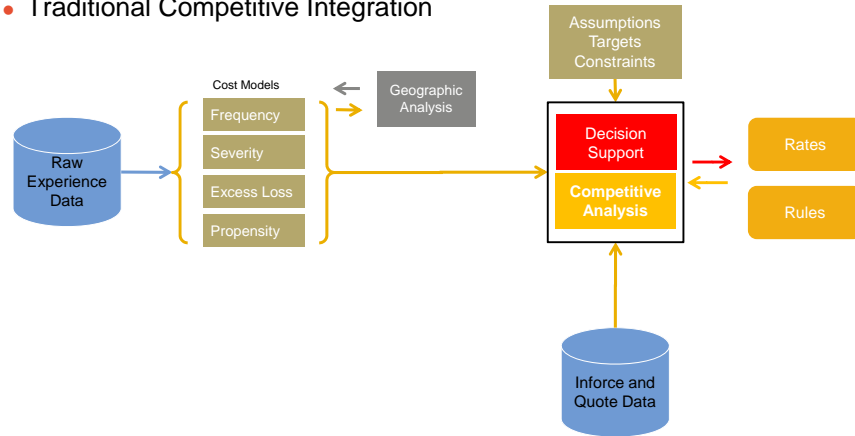 Traditional Competitive Integration
Assumptions
Targets
Constraints
Cost Models
Geographic
Analysis
Frequency
Severity
Excess Loss
Propensity
Raw
Experience
Data
Decision
Support
Competitive
Analysis
Rates
Rules
Inforce and
Quote Data